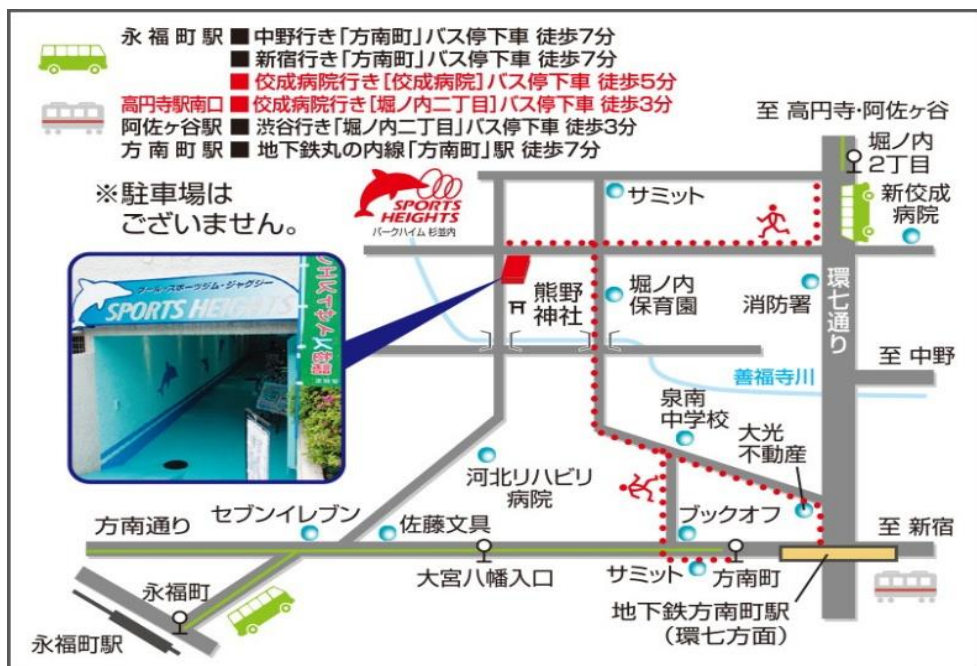 永福町駅 ■ 中野行き「方南町」バス停下車 徒歩7分
■ 新宿行き「方南町」バス停下車 徒歩7分
■ 佼成病院行き[佼成病院]バス停下車 徒歩5分
高円寺駅南口 ■ 佼成病院行き[堀ノ内二丁目]バス停下車 徒歩3分
阿佐ヶ谷駅 ■ 渋谷行き「堀ノ内二丁目」バス停下車 徒歩3分
方南町駅 ■ 地下鉄丸の内線「方南町」駅 徒歩7分
至 高円寺・阿佐ヶ谷
堀ノ内
2丁目
※駐車場は
ございません。
SPORTS
HEIGHTS
パークハイム 杉並内
サミット
新佼成
病院
プール・スポーツジム・ジャグジー
SPORTS HEIGHTS
熊野
神社
堀ノ内
保育園
消防署
環七通り
至 中野
善福寺川
泉南
中学校
大光
不動産
河北リハビリ
病院
方南通り
セブンイレブン
佐藤文具
ブックオフ
至 新宿
大宮八幡入口
サミット
方南町
永福町
永福町駅
地下鉄方南町駅
(環七方面)